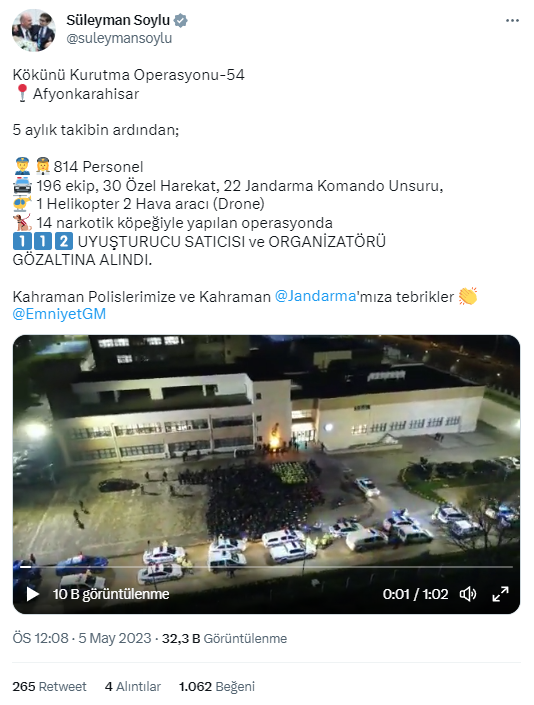 Süleyman Soylu
@suleymansoylu
Kökünü Kurutma Operasyonu-54
📍Afyonkarahisar
5 aylık takibin ardından;
👮👮‍♀️814 Personel
🚔 196 ekip, 30 Özel Harekat, 22 Jandarma Komando Unsuru,
🚁 1 Helikopter 2 Hava aracı (Drone)
🐕‍🦺 14 narkotik köpeğiyle yapılan operasyonda
1️⃣1️⃣2️⃣ UYUŞTURUCU SATICISI ve ORGANİZATÖRÜ
GÖZALTINA ALINDI.
Kahraman Polislerimize ve Kahraman @Jandarma'mıza tebrikler 👏
@EmniyetGM
10 B görüntülenme
0:01 / 1:02
ÖS 12:08 · 5 May 2023 · 32,3 B Görüntülenme
265 Retweet 4 Alıntılar 1.062 Beğeni